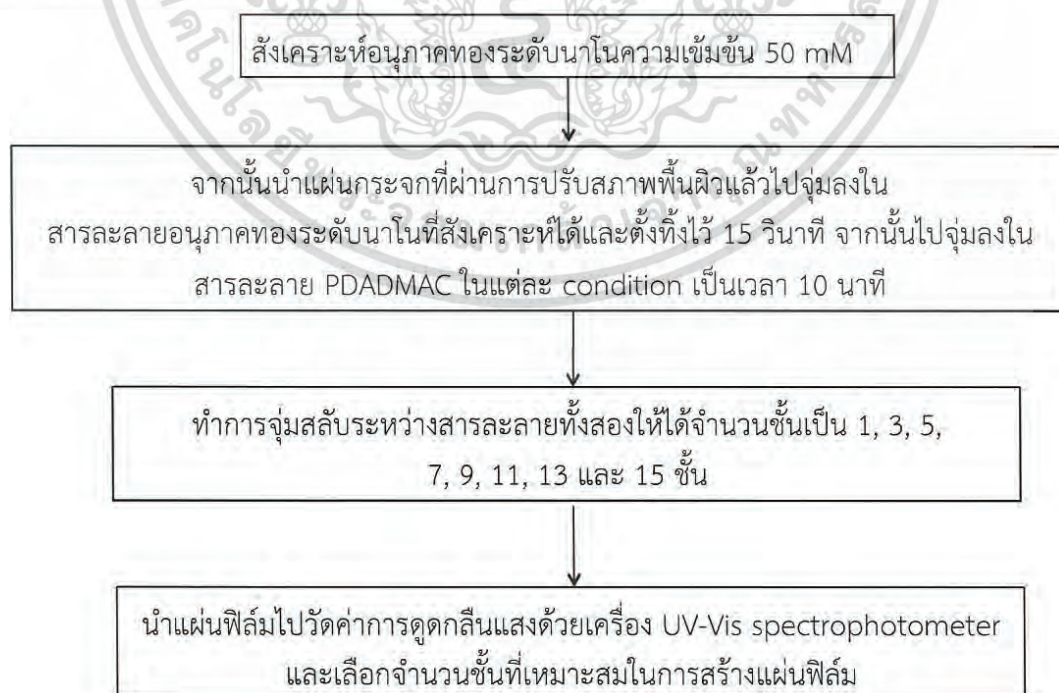 สังเคราะห์อนุภาคทองระดับนาโนความเข้มข้น 50 mM
จากนั้นนำแผ่นกระจกที่ผ่านการปรับสภาพพื้นผิวแล้วไปจุ่มลงใน
สารละลายอนุภาคทองระดับนาโนที่สังเคราะห์ได้และตั้งทิ้งไว้ 15 วินาที จากนั้นไปจุ่มลงใน
สารละลาย PDADMAC ในแต่ละ condition เป็นเวลา 10 นาที
ทำการจุ่มสลับระหว่างสารละลายทั้งสองให้ได้จำนวนชั้นเป็น 1, 3, 5,
7, 9, 11, 13 และ 15 ชั้น
นำแผ่นฟิล์มไปวัดค่าการดูดกลืนแสงด้วยเครื่อง UV-Vis spectrophotometer
และเลือกจำนวนชั้นที่เหมาะสมในการสร้างแผ่นฟิล์ม